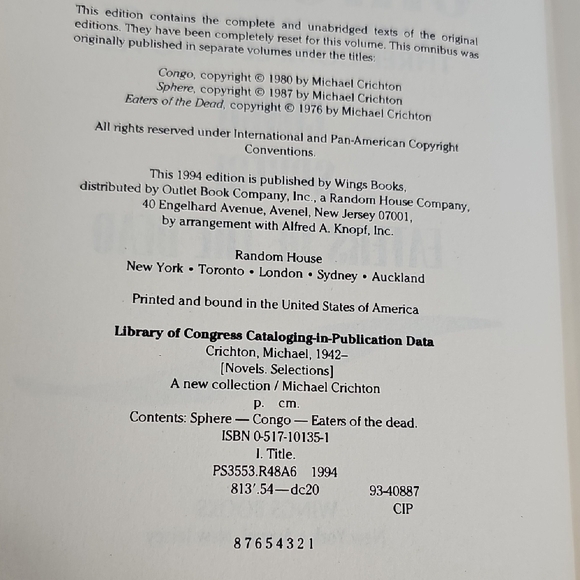 This edition contains the complete and unabridged texts of the original
editions. They have been completely reset for this volume. This omnibus was
originally published in separate volumes under the titles:
Congo, copyright © 1980 by Michael Crichton
Sphere, copyright © 1987 by Michael Crichton
Eaters of the Dead, copyright © 1976 by Michael Crichton
All rights reserved under International and Pan-American Copyright
Conventions.
This 1994 edition is published by Wings Books,
distributed by Outlet Book Company, Inc., a Random House Company,
40 Engelhard Avenue, Avenel, New Jersey 07001,
by arrangement with Alfred A. Knopf, Inc.
Random House
New York • Toronto • London • Sydney • Auckland
Printed and bound in the United States of America
Library of Congress Cataloging-in-Publication Data
Crichton, Michael, 1942–
[Novels. Selections]
A new collection / Michael Crichton
p. cm.
Contents: Sphere — Congo — Eaters of the dead.
ISBN 0-517-10135-1
I. Title.
PS3553.R48A6 1994
813'.54—dc20 93-40887
CIP
8 7 6 5 4 3 2 1